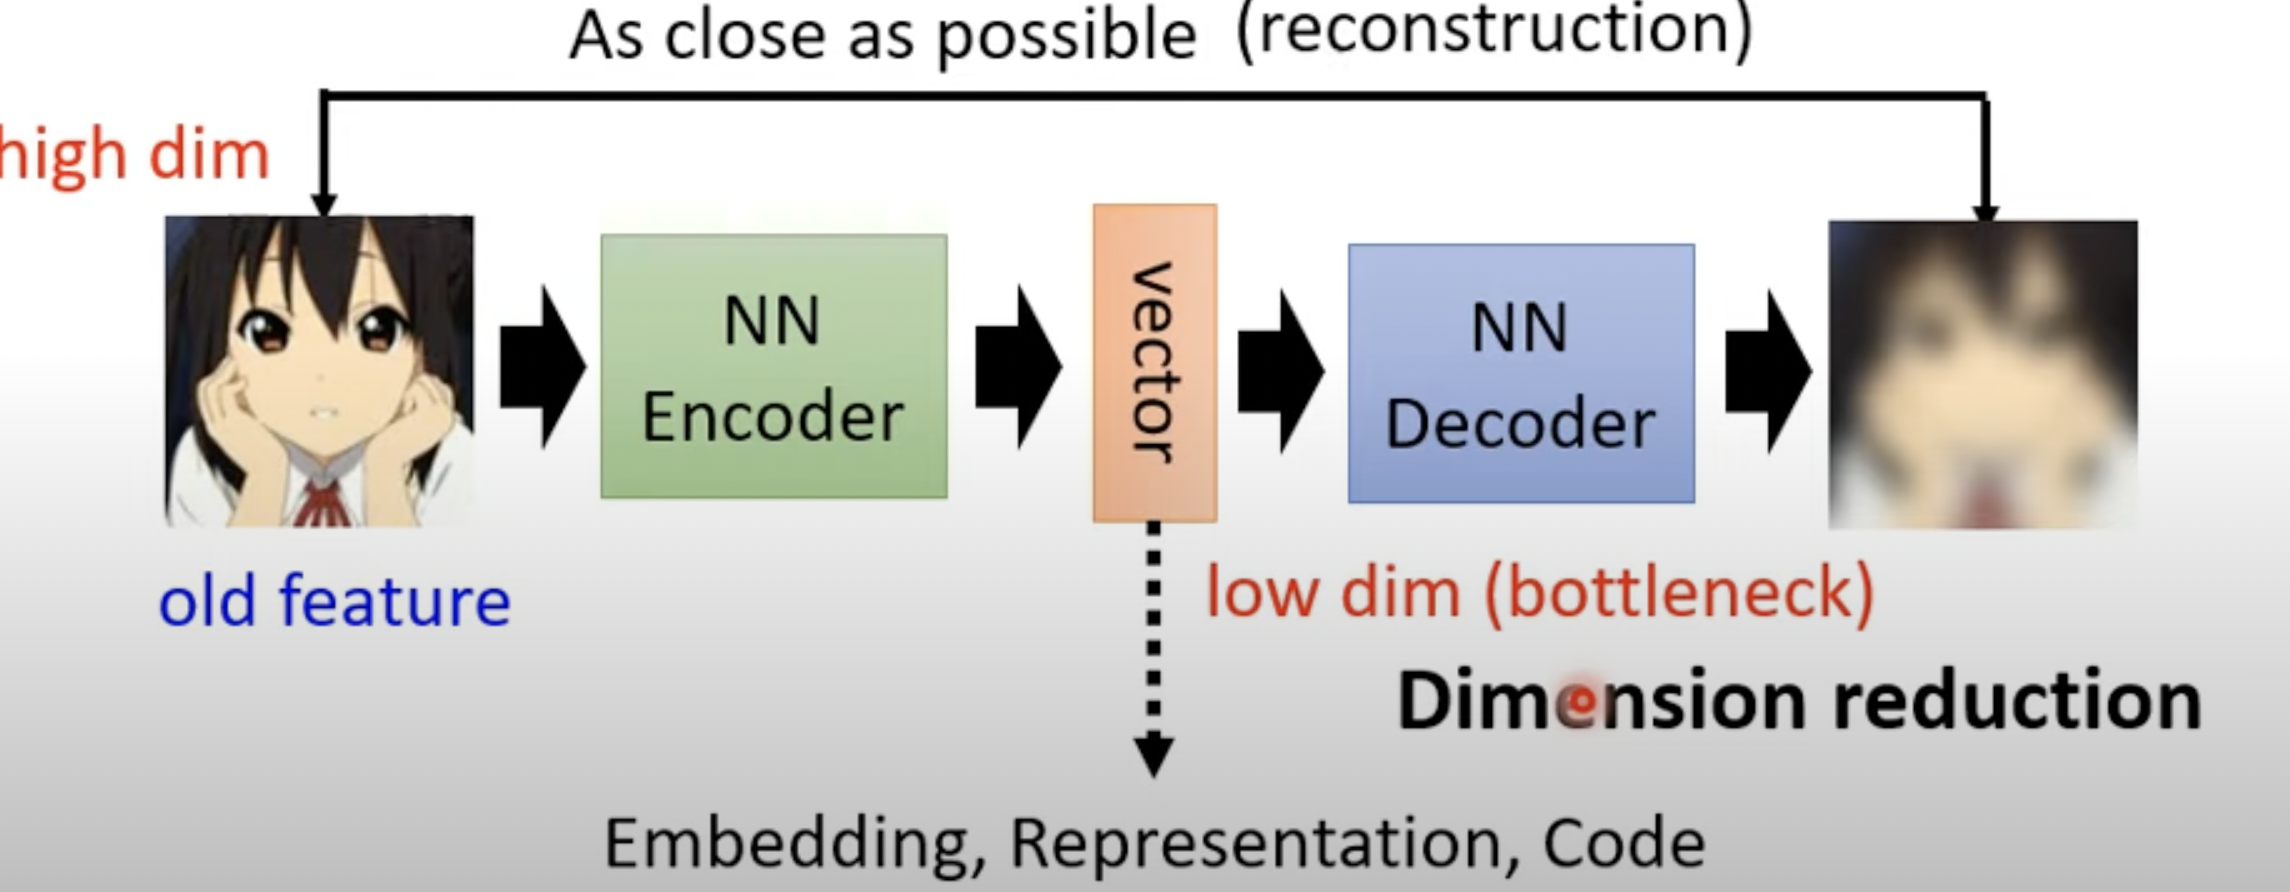 As close as possible (reconstruction)
high dim
NN
Encoder
vector
NN
Decoder
old feature
low dim (bottleneck)
Dimension reduction
Embedding, Representation, Code